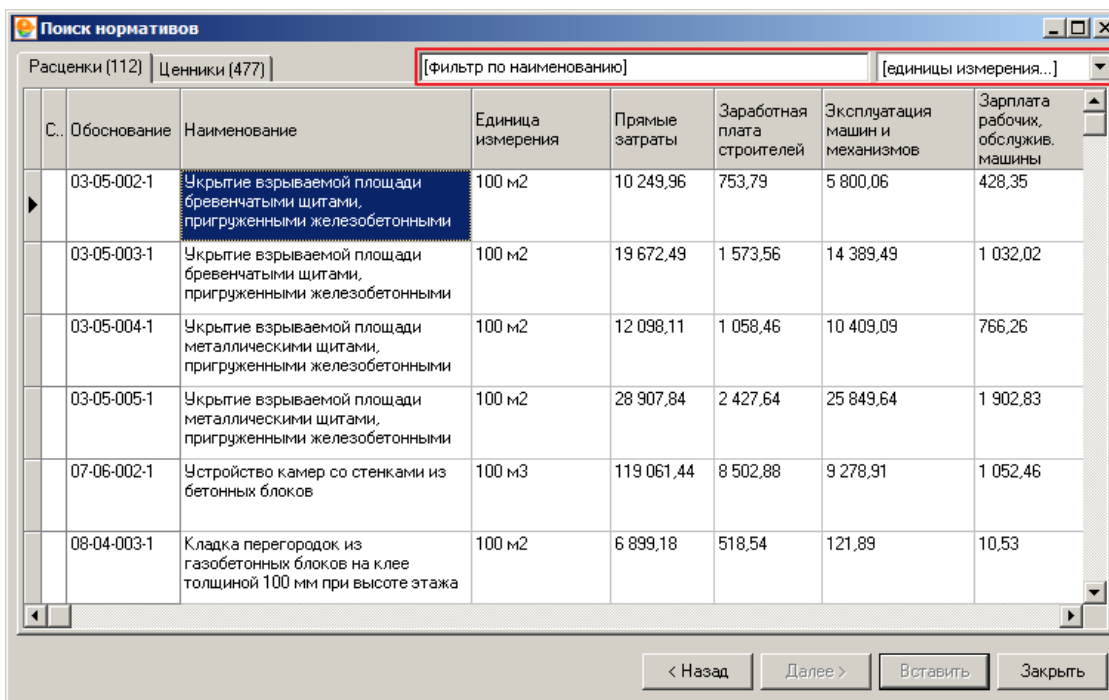 Поиск нормативов
Расценки (112) Ценники (477) [фильтр по наименованию] [единицы измерения...]
С.. Обоснование Наименование Единица измерения Прямые затраты Заработная плата строителей Эксплуатация машин и механизмов Зарплата рабочих, обслужив. машины
03-05-002-1 Укрытие взрываемой площади 100 м2 10 249,96 753,79 5 800,06 428,35
бревенчатыми щитами,
пригруженными железобетонными
03-05-003-1 Укрытие взрываемой площади 100 м2 19 672,49 1 573,56 14 389,49 1 032,02
бревенчатыми щитами,
пригруженными железобетонными
03-05-004-1 Укрытие взрываемой площади 100 м2 12 098,11 1 058,46 10 409,09 766,26
металлическими щитами,
пригруженными железобетонными
03-05-005-1 Укрытие взрываемой площади 100 м2 28 907,84 2 427,64 25 849,64 1 902,83
металлическими щитами,
пригруженными железобетонными
07-06-002-1 Устройство камер со стенками из 100 м3 119 061,44 8 502,88 9 278,91 1 052,46
бетонных блоков
08-04-003-1 Кладка перегородок из 100 м2 6 899,18 518,54 121,89 10,53
газобетонных блоков на клее
толщиной 100 мм при высоте этажа
< Назад Далее > Вставить Закрыть